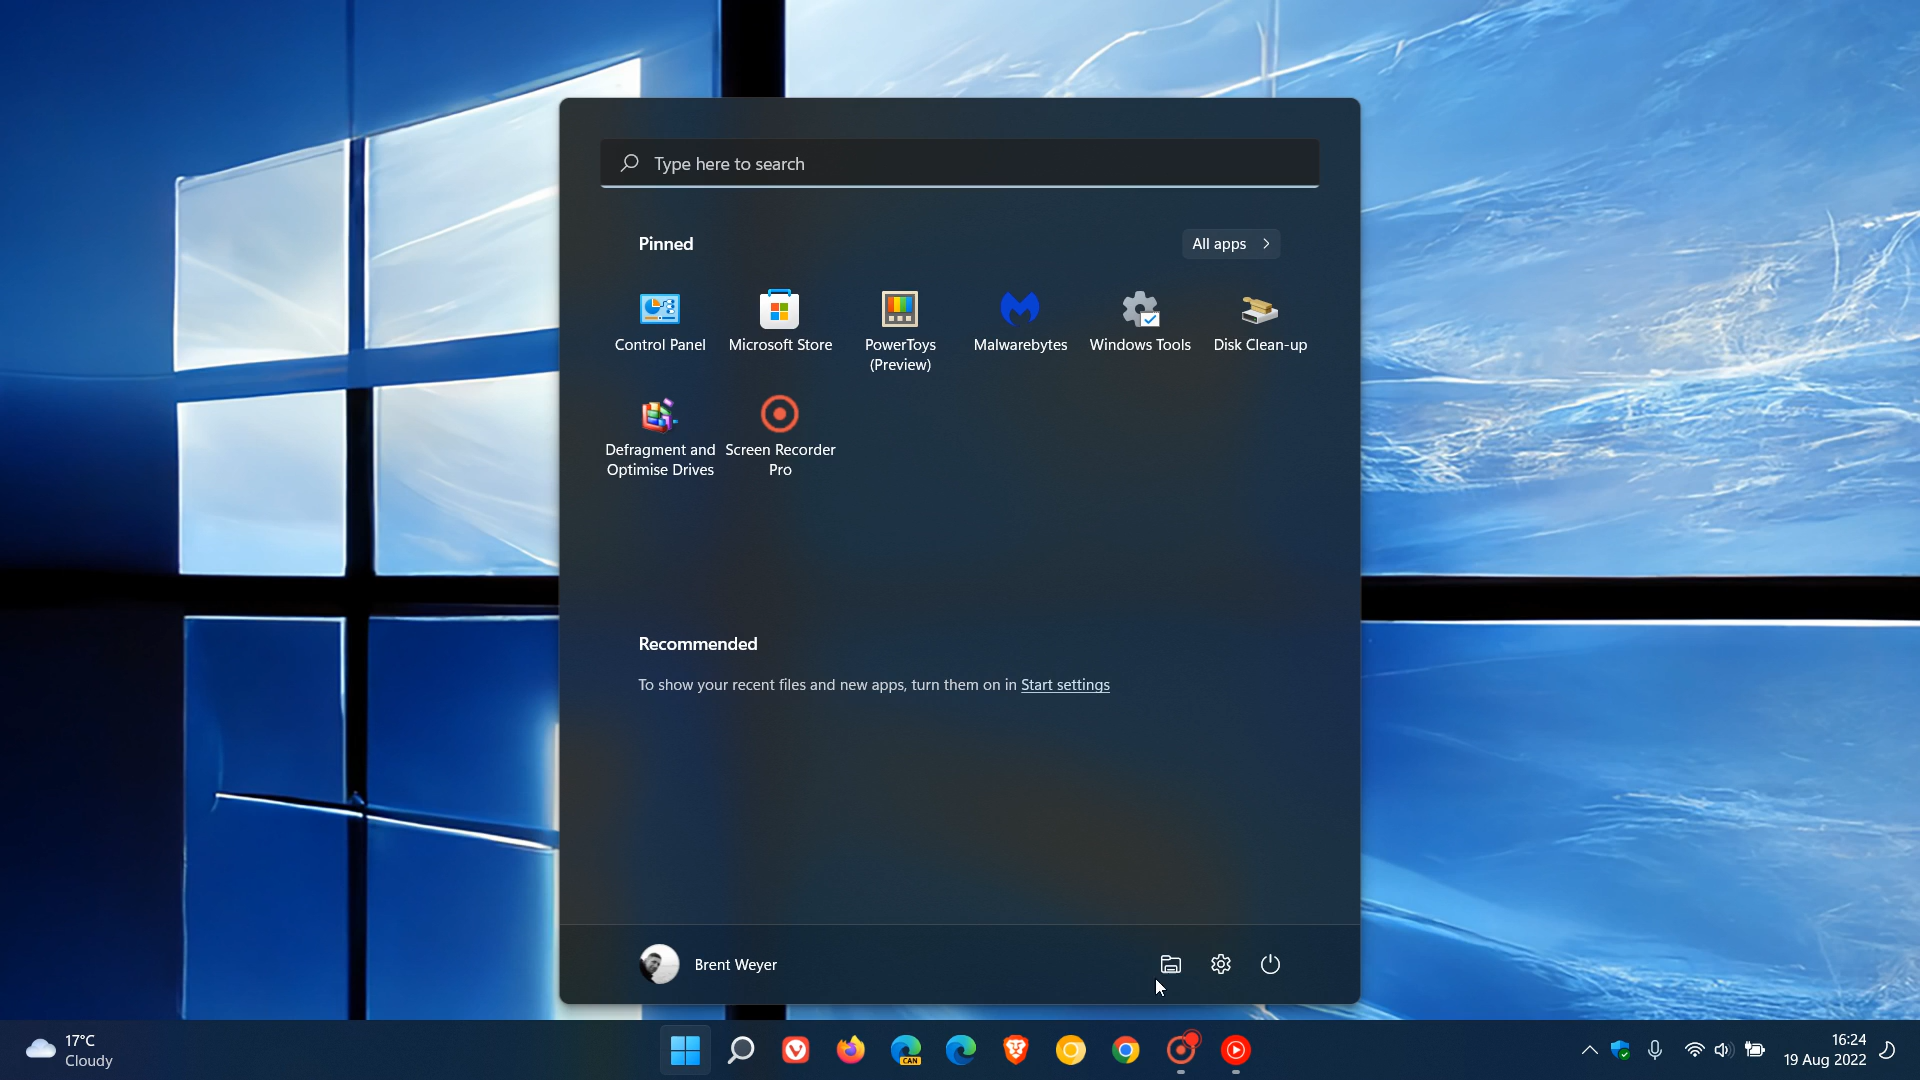 Type here to search
Pinned
All apps
Control Panel
Microsoft Store
PowerToys
(Preview)
Malwarebytes
Windows Tools
Disk Clean-up
Defragment and
Optimise Drives
Screen Recorder
Pro
Recommended
To show your recent files and new apps, turn them on in Start settings
Brent Weyer
17°C
Cloudy
CAN
16:24
19 Aug 2022